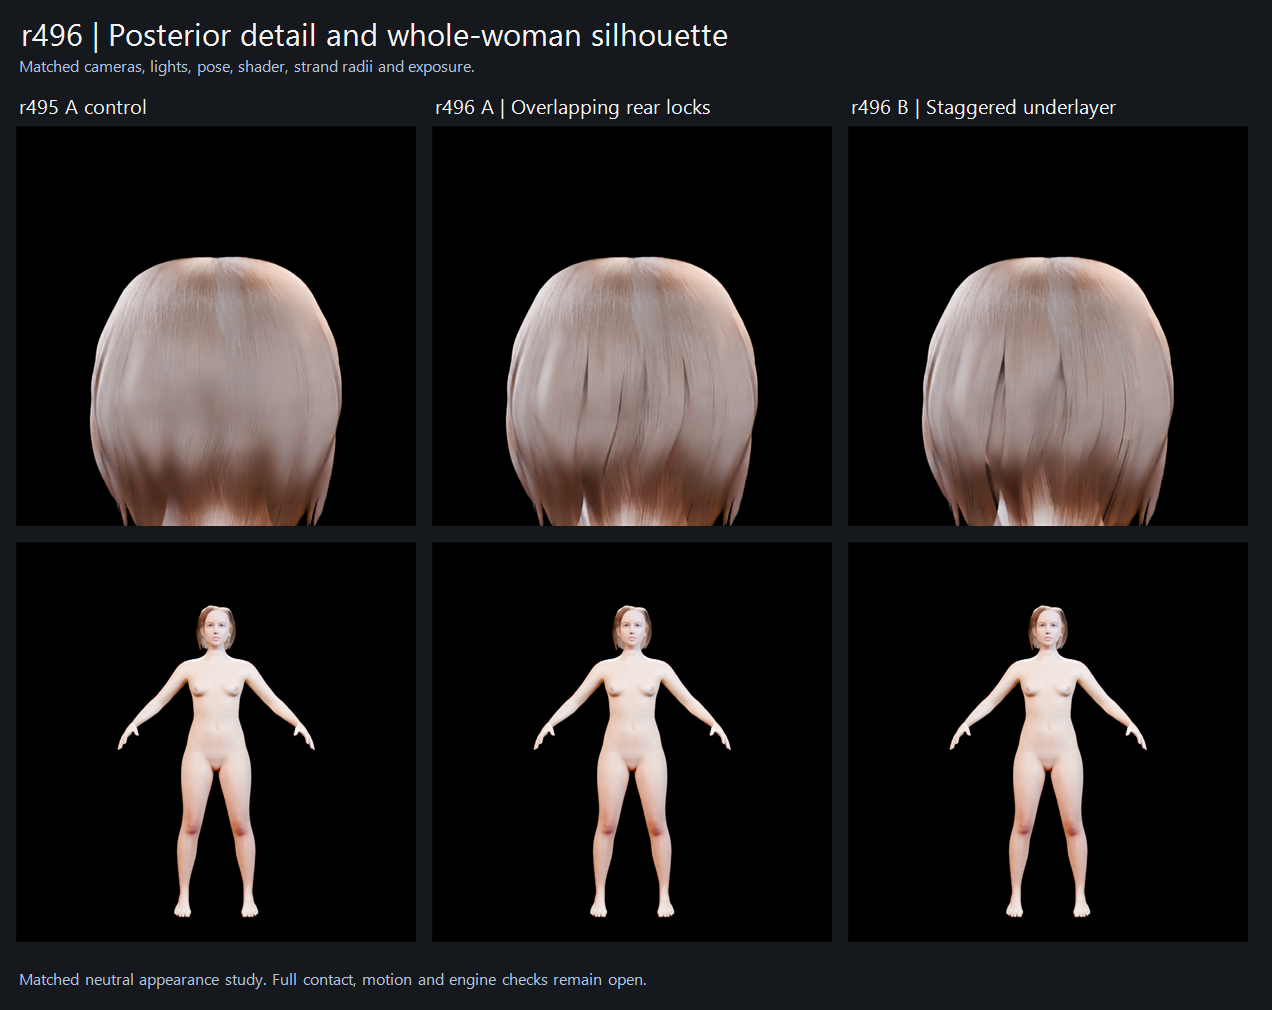 r496 | Posterior detail and whole-woman silhouette
Matched cameras, lights, pose, shader, strand radii and exposure.
r495 A control
r496 A | Overlapping rear locks
r496 B | Staggered underlayer
Matched neutral appearance study. Full contact, motion and engine checks remain open.